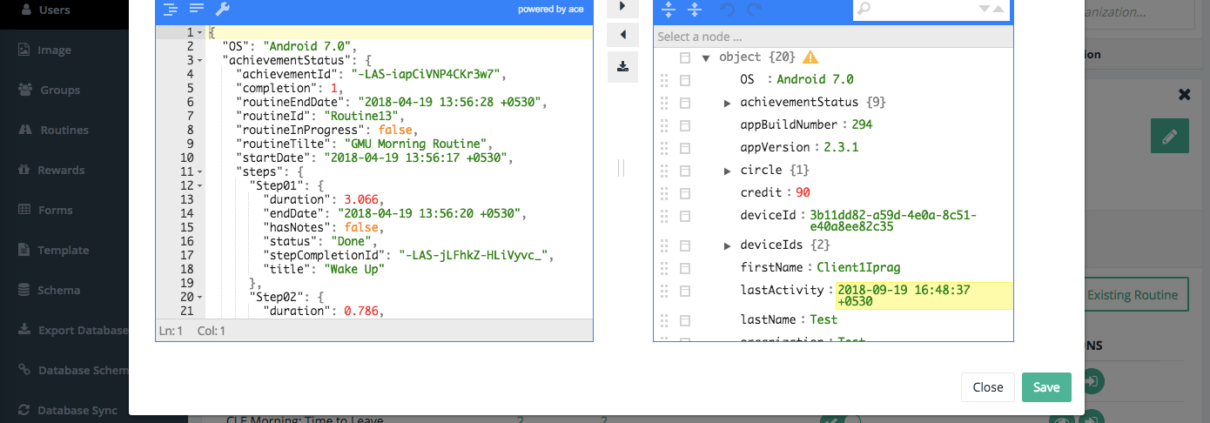 Users
Image
Groups
Routines
Rewards
Forms
Template
Schema
Export Database
Database Schem
Database Sync
powered by ace
1 {
2 "OS": "Android 7.0",
3 "achievementStatus": {
4 "achievementId": "-LAS-iapCiVNP4CKr3w7",
5 "completion": 1,
6 "routineEndDate": "2018-04-19 13:56:28 +0530",
7 "routineId": "Routine13",
8 "routineInProgress": false,
9 "routineTilte": "GMU Morning Routine",
10 "startDate": "2018-04-19 13:56:17 +0530",
11 "steps": {
12 "Step01": {
13 "duration": 3.066,
14 "endDate": "2018-04-19 13:56:20 +0530",
15 "hasNotes": false,
16 "status": "Done",
17 "stepCompletionId": "-LAS-jLFhkZ-HLiVyvc_",
18 "title": "Wake Up"
19 },
20 "Step02": {
21 "duration": 0.786,
Ln: 1 Col: 1
Select a node ...
object {20}
OS : Android 7.0
achievementStatus {9}
appBuildNumber : 294
appVersion : 2.3.1
circle {1}
credit : 90
deviceId : 3b11dd82-a59d-4e0a-8c51-
e40a8ee82c35
deviceIds {2}
firstName : Client1Iprag
lastActivity : 2018-09-19 16:48:37
+0530
lastName : Test
organization : Test
Close
Save
anization...
ion
Existing Routine
NS
CLE Morning: Time to Leave
2
2